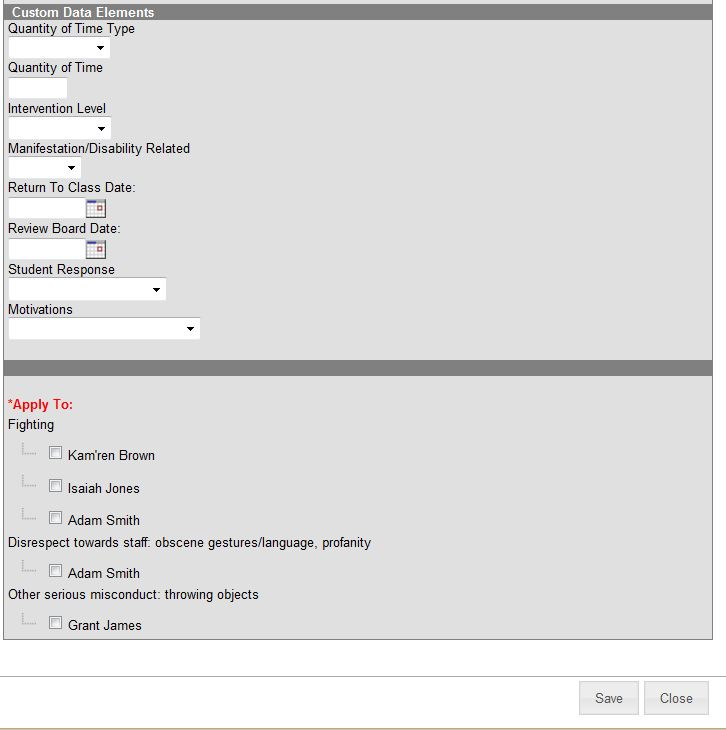 Custom Data Elements
Quantity of Time Type
Quantity of Time
Intervention Level
Manifestation/Disability Related
Return To Class Date:
Review Board Date:
Student Response
Motivations
*Apply To:
Fighting
Kam'ren Brown
Isaiah Jones
Adam Smith
Disrespect towards staff: obscene gestures/language, profanity
Adam Smith
Other serious misconduct: throwing objects
Grant James
Save Close